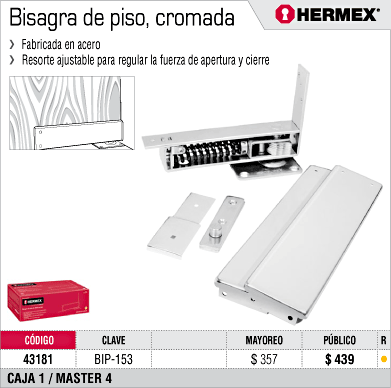 Bisagra de piso, cromada
HERMEX®
Fabricada en acero
Resorte ajustable para regular la fuerza de apertura y cierre
HERMEX
CÓDIGO CLAVE MAYOREO PÚBLICO R
43181 BIP-153 $ 357 $ 439
CAJA 1 / MASTER 4